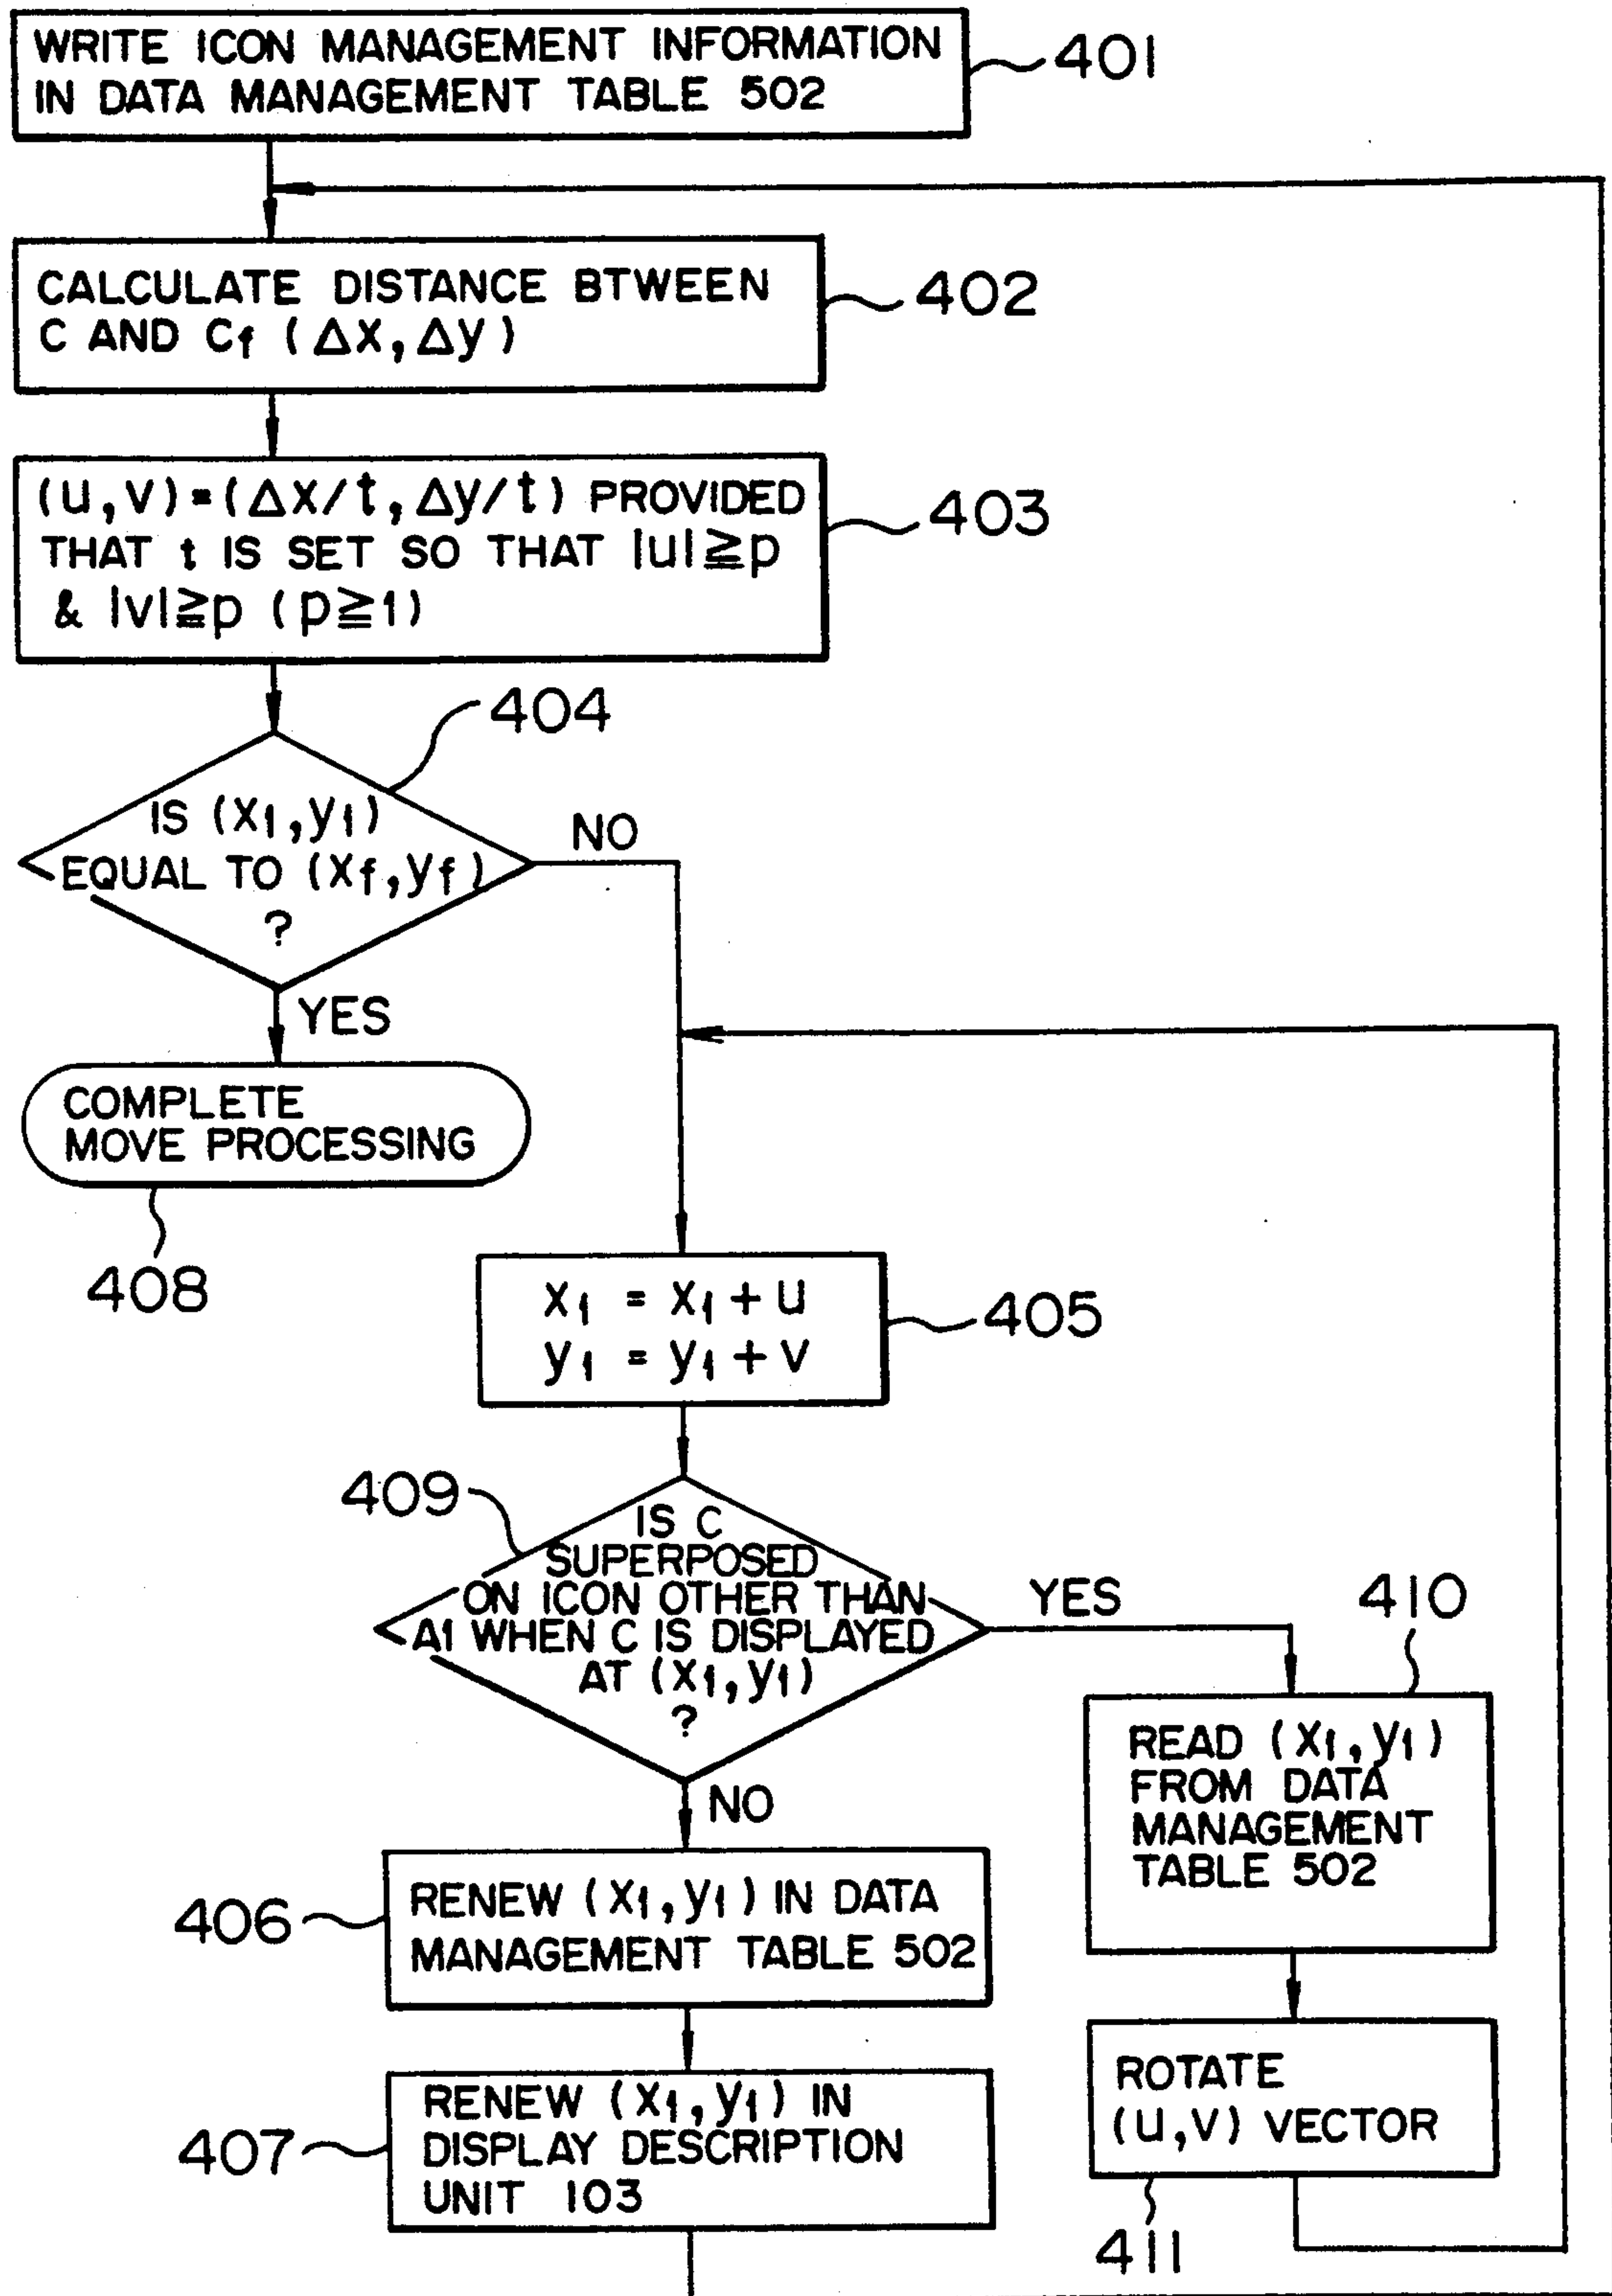 WRITE ICON MANAGEMENT INFORMATION
IN DATA MANAGEMENT TABLE 502
401
CALCULATE DISTANCE BTWEEN
C AND Cf (Δx,Δy)
402
(u,v)=(Δx/t,Δy/t) PROVIDED
THAT t IS SET SO THAT |u|≧p
& |v|≧p (p≧1)
403
404
IS (x1,y1)
EQUAL TO (xf,yf)
?
NO
YES
COMPLETE
MOVE PROCESSING
408
x1 = x1+u
y1 = y1+v
405
409
IS C
SUPERPOSED
ON ICON OTHER THAN
A1 WHEN C IS DISPLAYED
AT (x1,y1)
?
YES
410
NO
READ (x1,y1)
FROM DATA
MANAGEMENT
TABLE 502
406
RENEW (x1,y1) IN DATA
MANAGEMENT TABLE 502
407
RENEW (x1,y1) IN
DISPLAY DESCRIPTION
UNIT 103
ROTATE
(u,v) VECTOR
411